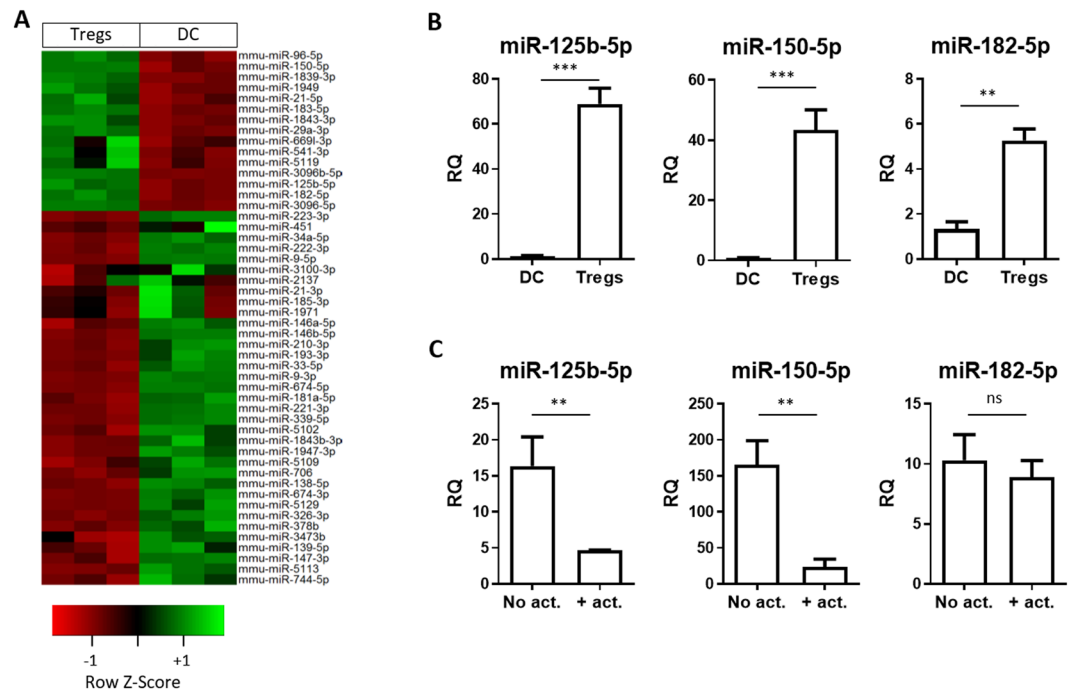 A
Tregs DC
mmu-miR-96-5p
mmu-miR-150-5p
mmu-miR-1839-3p
mmu-miR-1949
mmu-miR-21-5p
mmu-miR-183-5p
mmu-miR-1843-3p
mmu-miR-29a-3p
mmu-miR-669l-3p
mmu-miR-541-3p
mmu-miR-5119
mmu-miR-3096b-5p
mmu-miR-125b-5p
mmu-miR-182-5p
mmu-miR-3096-5p
mmu-miR-223-3p
mmu-miR-451
mmu-miR-34a-5p
mmu-miR-222-3p
mmu-miR-9-5p
mmu-miR-3100-3p
mmu-miR-2137
mmu-miR-21-3p
mmu-miR-185-3p
mmu-miR-1971
mmu-miR-146a-5p
mmu-miR-146b-5p
mmu-miR-210-3p
mmu-miR-193-3p
mmu-miR-33-5p
mmu-miR-9-3p
mmu-miR-674-5p
mmu-miR-181a-5p
mmu-miR-221-3p
mmu-miR-339-5p
mmu-miR-5102
mmu-miR-1843b-3p
mmu-miR-1947-3p
mmu-miR-5109
mmu-miR-706
mmu-miR-138-5p
mmu-miR-674-3p
mmu-miR-5129
mmu-miR-326-3p
mmu-miR-378b
mmu-miR-3473b
mmu-miR-139-5p
mmu-miR-147-3p
mmu-miR-5113
mmu-miR-744-5p
-1 +1
Row Z-Score
B
miR-125b-5p
***
RQ
80
60
40
20
0
DC Tregs
miR-150-5p
***
RQ
60
40
20
0
DC Tregs
miR-182-5p
**
RQ
8
6
4
2
0
DC Tregs
C
miR-125b-5p
**
RQ
25
20
15
10
5
0
No act. + act.
miR-150-5p
**
RQ
250
200
150
100
50
0
No act. + act.
miR-182-5p
ns
RQ
15
10
5
0
No act. + act.